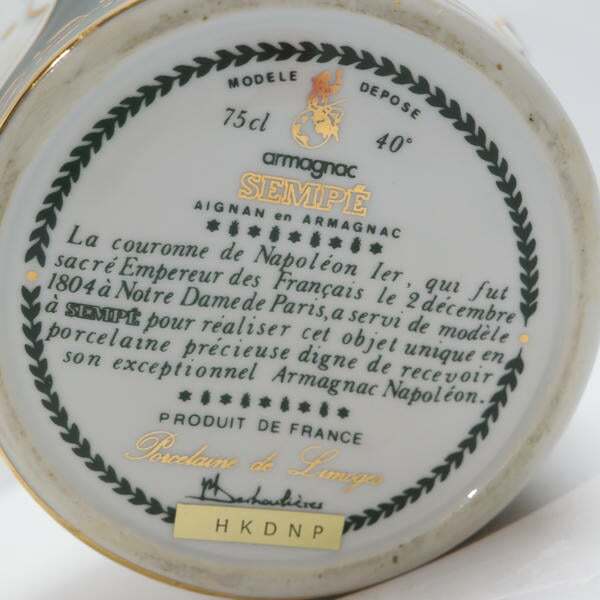 MODELE DEPOSE
75cl 40°
armagnac
SEMPÉ
AIGNAN en ARMAGNAC
La couronne de Napoléon Ier, qui fut
sacré Empereur des Français le 2 décembre
1804 à Notre Dame de Paris, a servi de modèle
à SEMPÉ pour réaliser cet objet unique en
porcelaine précieuse digne de recevoir
son exceptionnel Armagnac Napoléon.
PRODUIT DE FRANCE
Porcelaine de Limoges
HKDNP